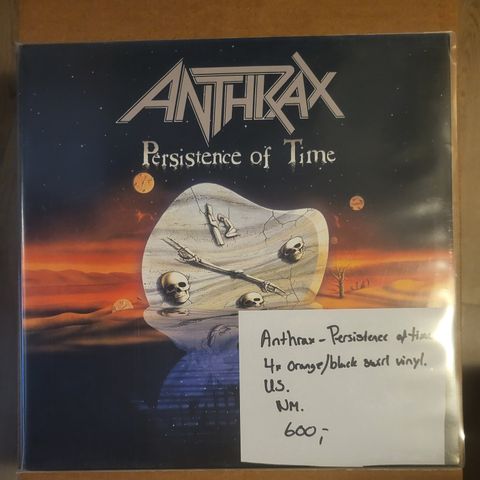 ANTHRAX
Persistence of Time
Anthrax - Persistence of time
4x orange/black swirl vinyl.
U.S.
NM.
600,-